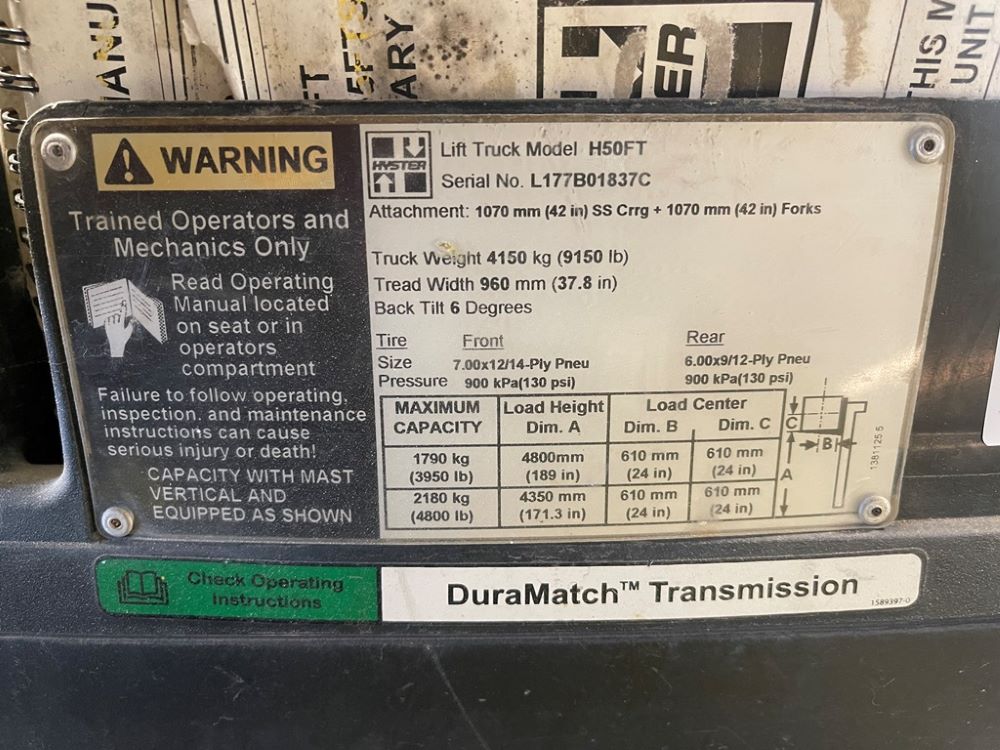 MANU
ARY
THIS M
UNIT
WARNING
Trained Operators and
Mechanics Only
Read Operating
Manual located
on seat or in
operators
compartment
Failure to follow operating,
inspection, and maintenance
instructions can cause
serious injury or death!
CAPACITY WITH MAST
VERTICAL AND
EQUIPPED AS SHOWN
HYSTER
Lift Truck Model H50FT
Serial No. L177B01837C
Attachment: 1070 mm (42 in) SS Crrg + 1070 mm (42 in) Forks
Truck Weight 4150 kg (9150 lb)
Tread Width 960 mm (37.8 in)
Back Tilt 6 Degrees
Tire Front Rear
Size 7.00x12/14-Ply Pneu 6.00x9/12-Ply Pneu
Pressure 900 kPa(130 psi) 900 kPa(130 psi)
MAXIMUM CAPACITY
Load Height Dim. A
Load Center
Dim. B Dim. C
1790 kg 4800mm 610 mm 610 mm
(3950 lb) (189 in) (24 in) (24 in)
2180 kg 4350 mm 610 mm 610 mm
(4800 lb) (171.3 in) (24 in) (24 in)
C
B
A
1381125 5
Check Operating
Instructions
DuraMatch™ Transmission
1589397-0